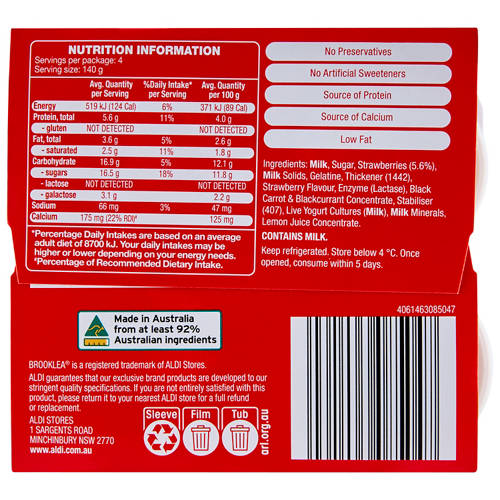 NUTRITION INFORMATION
Servings per package: 4
Serving size: 140 g
Avg. Quantity per Serving %Daily Intake* per Serving Avg. Quantity per 100 g
Energy 519 kJ (124 Cal) 6% 371 kJ (89 Cal)
Protein, total 5.6 g 11% 4.0 g
- gluten NOT DETECTED NOT DETECTED
Fat, total 3.6 g 5% 2.6 g
- saturated 2.5 g 11% 1.8 g
Carbohydrate 16.9 g 5% 12.1 g
- sugars 16.5 g 18% 11.8 g
- lactose NOT DETECTED NOT DETECTED
- galactose 3.1 g 2.2 g
Sodium 66 mg 3% 47 mg
Calcium 175 mg (22% RDI)^ 125 mg
*Percentage Daily Intakes are based on an average
adult diet of 8700 kJ. Your daily intakes may be
higher or lower depending on your energy needs.
^Percentage of Recommended Dietary Intake.
No Preservatives
No Artificial Sweeteners
Source of Protein
Source of Calcium
Low Fat
Ingredients: Milk, Sugar, Strawberries (5.6%),
Milk Solids, Gelatine, Thickener (1442),
Strawberry Flavour, Enzyme (Lactase), Black
Carrot & Blackcurrant Concentrate, Stabiliser
(407), Live Yogurt Cultures (Milk), Milk Minerals,
Lemon Juice Concentrate.
CONTAINS MILK.
Keep refrigerated. Store below 4 °C. Once
opened, consume within 5 days.
4061463085047
Made in Australia
from at least 92%
Australian ingredients
BROOKLEA® is a registered trademark of ALDI Stores.
ALDI guarantees that our exclusive brand products are developed to our
stringent quality specifications. If you are not entirely satisfied with this
product, please return it to your nearest ALDI store for a full refund
or replacement.
ALDI STORES
1 SARGENTS ROAD
MINCHINBURY NSW 2770
www.aldi.com.au
Sleeve Film Tub
arl.org.au